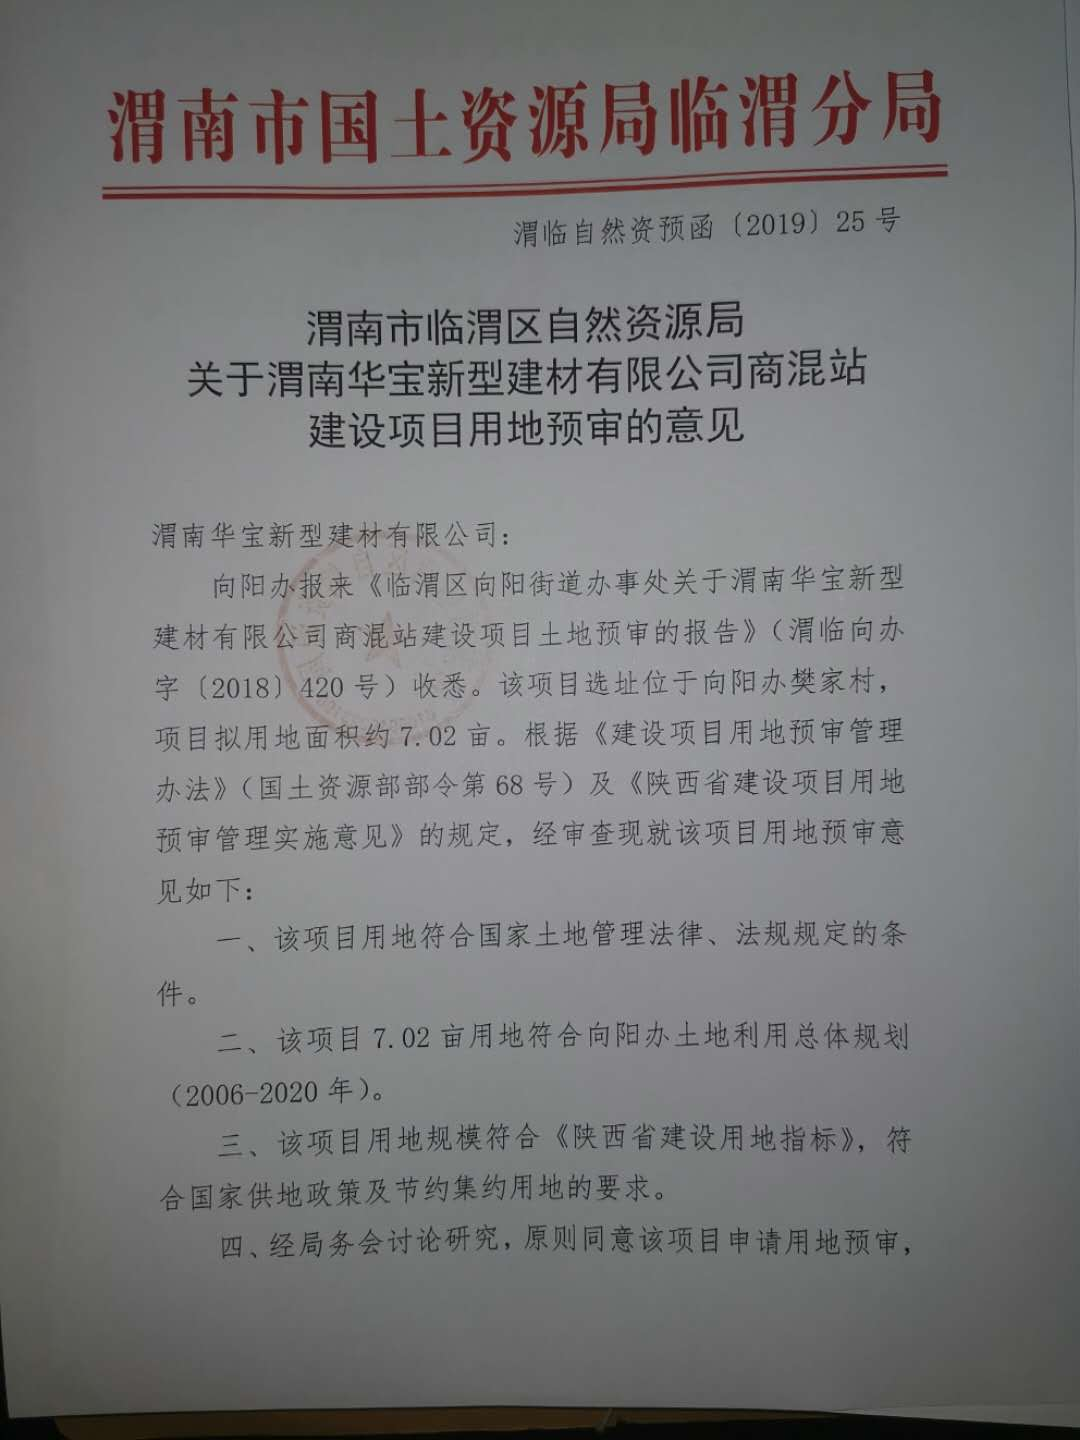 渭南市国土资源局临渭分局
渭临自然资预函〔2019〕25 号
渭南市临渭区自然资源局
关于渭南华宝新型建材有限公司商混站
建设项目用地预审的意见
渭南华宝新型建材有限公司：
向阳办报来《临渭区向阳街道办事处关于渭南华宝新型
建材有限公司商混站建设项目土地预审的报告》（渭临向办
字〔2018〕420 号）收悉。该项目选址位于向阳办樊家村，
项目拟用地面积约 7.02 亩。根据《建设项目用地预审管理
办法》（国土资源部部令第 68 号）及《陕西省建设项目用地
预审管理实施意见》的规定，经审查现就该项目用地预审意
见如下：
一、该项目用地符合国家土地管理法律、法规规定的条
件。
二、该项目 7.02 亩用地符合向阳办土地利用总体规划
（2006-2020 年）。
三、该项目用地规模符合《陕西省建设用地指标》，符
合国家供地政策及节约集约用地的要求。
四、经局务会讨论研究，原则同意该项目申请用地预审，